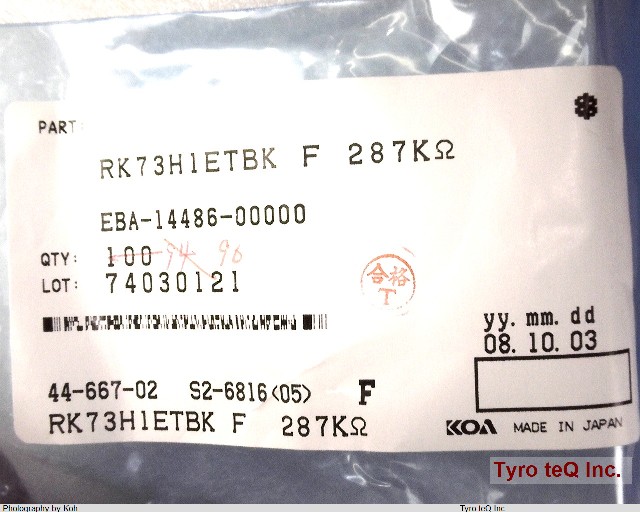 PART:
RK73H1ETBK F 287KΩ
EBA-14486-00000
QTY: 100 94 96
LOT: 74030121
合格
T
yy. mm. dd
08. 10. 03
44-667-02 S2-6816<05> F
RK73H1ETBK F 287KΩ
KOA MADE IN JAPAN
Tyro teQ Inc.
Photography by Koh
Tyro teQ Inc.